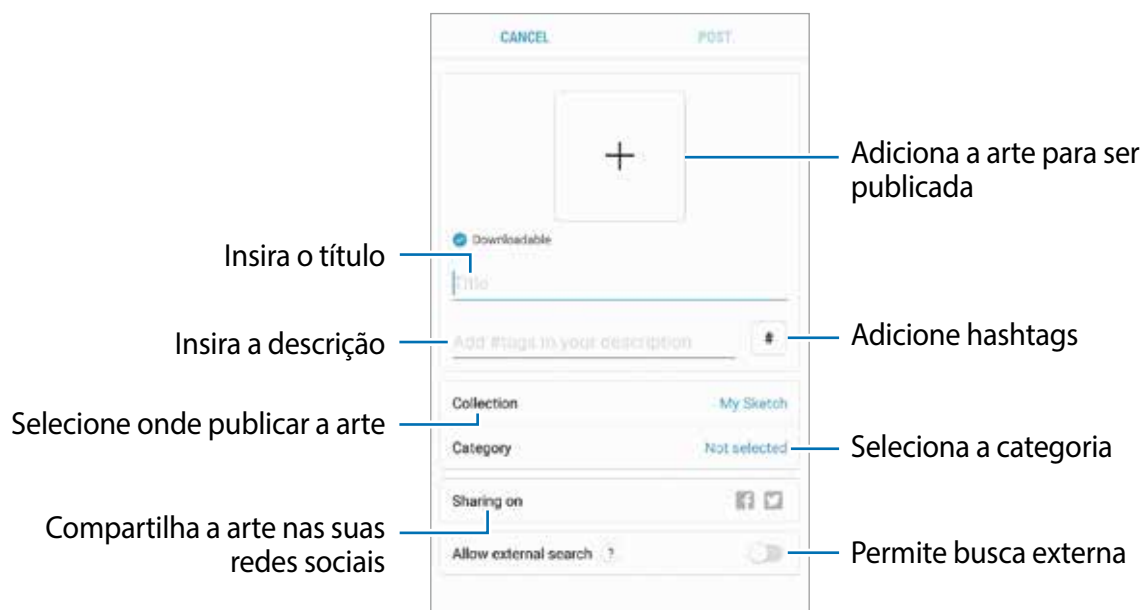 CANCEL POST
Adiciona a arte para ser
publicada
Downloadable
Insira o título
Title
Insira a descrição
Add #tags in your description
#
Adicione hashtags
Selecione onde publicar a arte
Collection My Sketch
Category Not selected
Seleciona a categoria
Sharing on
Compartilha a arte nas suas
redes sociais
Allow external search ?
Permite busca externa